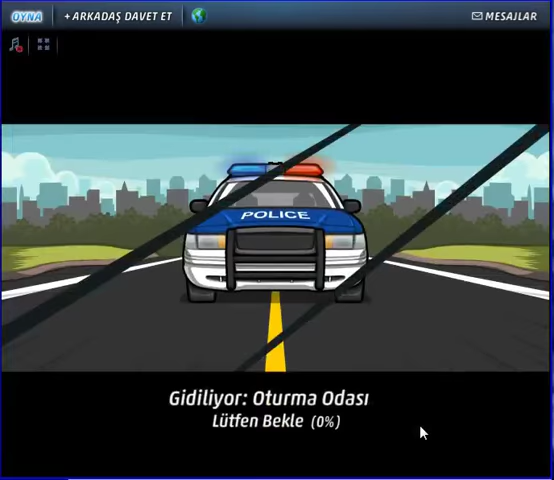 OYNA
+ ARKADAŞ DAVET ET
MESAJLAR
POLICE
Gidiliyor: Oturma Odası
Lütfen Bekle (0%)